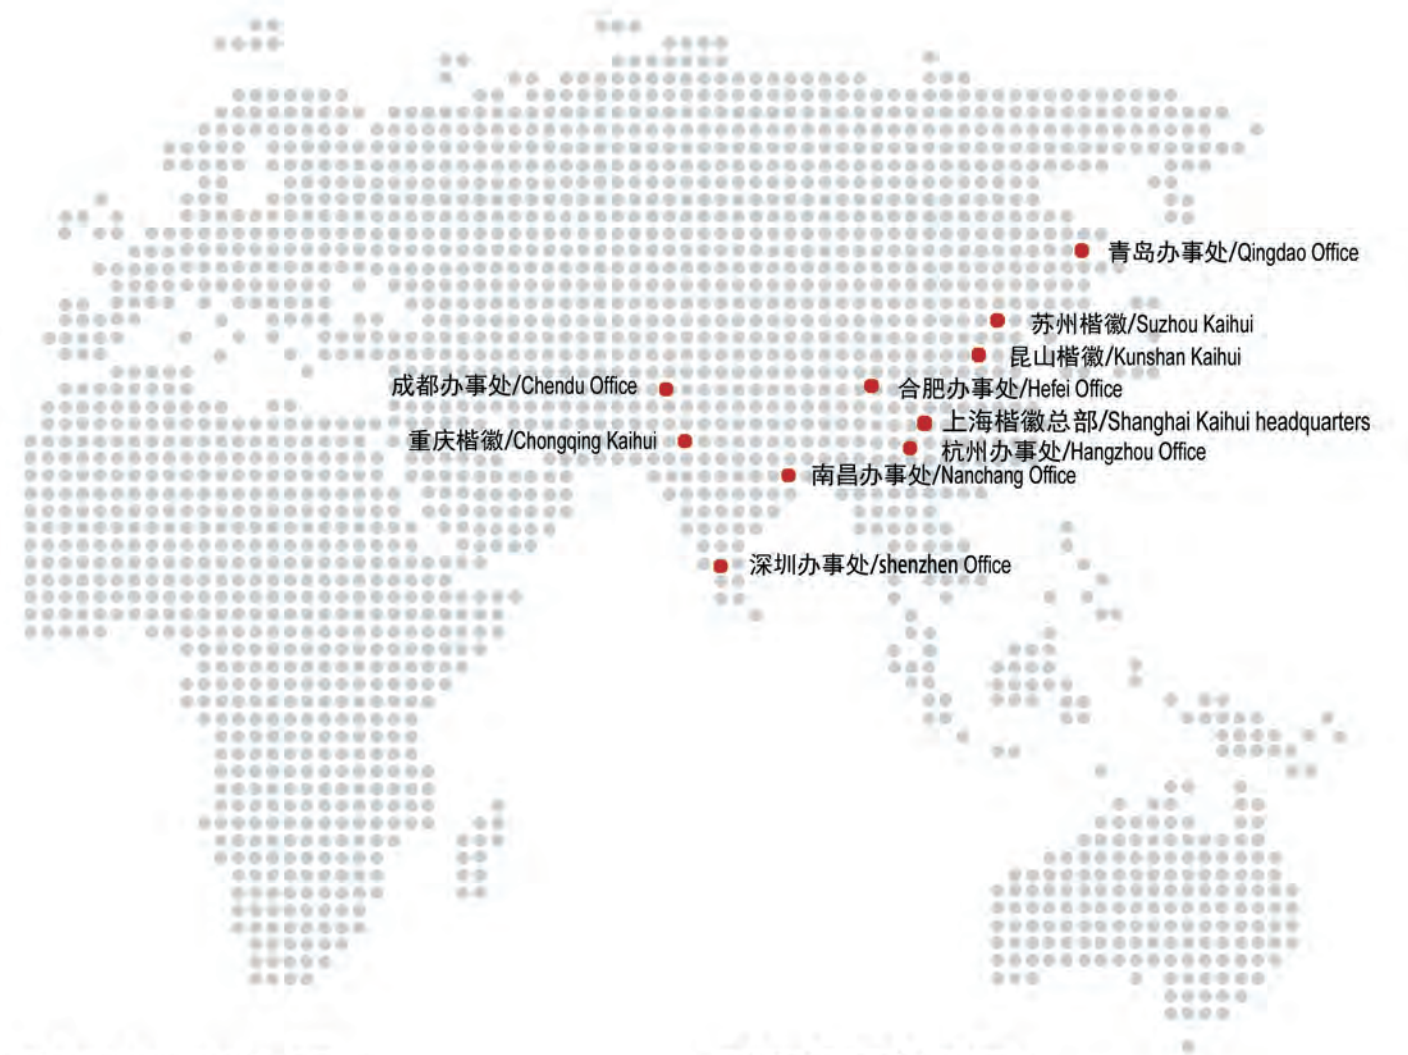 青岛办事处/Qingdao Office
苏州楷徽/Suzhou Kaihui
昆山楷徽/Kunshan Kaihui
成都办事处/Chendu Office
合肥办事处/Hefei Office
上海楷徽总部/Shanghai Kaihui headquarters
重庆楷徽/Chongqing Kaihui
杭州办事处/Hangzhou Office
南昌办事处/Nanchang Office
深圳办事处/shenzhen Office